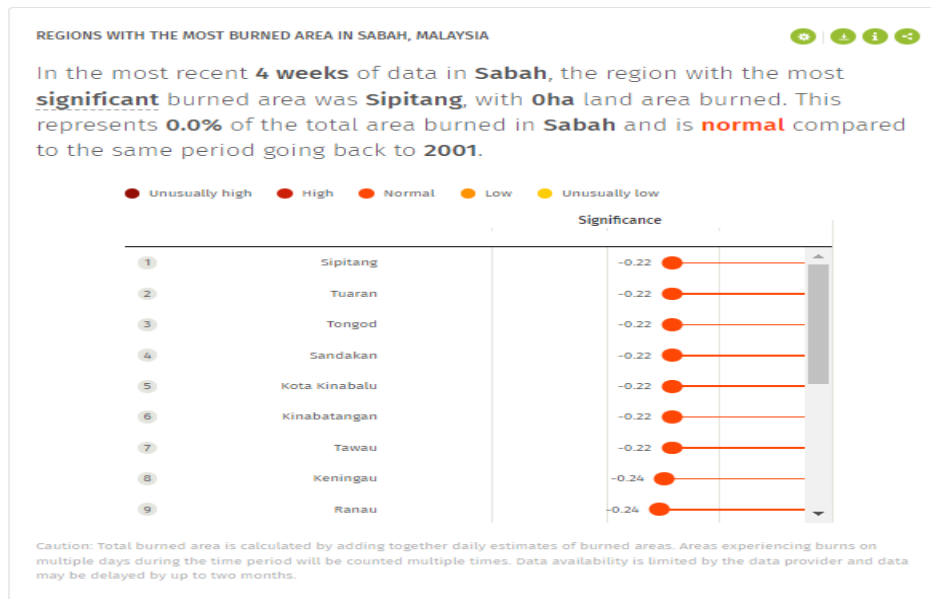 REGIONS WITH THE MOST BURNED AREA IN SABAH, MALAYSIA
In the most recent 4 weeks of data in Sabah, the region with the most
significant burned area was Sipitang, with 0ha land area burned. This
represents 0.0% of the total area burned in Sabah and is normal compared
to the same period going back to 2001.
Unusually high High Normal Low Unusually low
Significance
1 Sipitang -0.22
2 Tuaran -0.22
3 Tongod -0.22
4 Sandakan -0.22
5 Kota Kinabalu -0.22
6 Kinabatangan -0.22
7 Tawau -0.22
8 Keningau -0.24
9 Ranau -0.24
Caution: Total burned area is calculated by adding together daily estimates of burned areas. Areas experiencing burns on
multiple days during the time period will be counted multiple times. Data availability is limited by the data provider and data
may be delayed by up to two months.